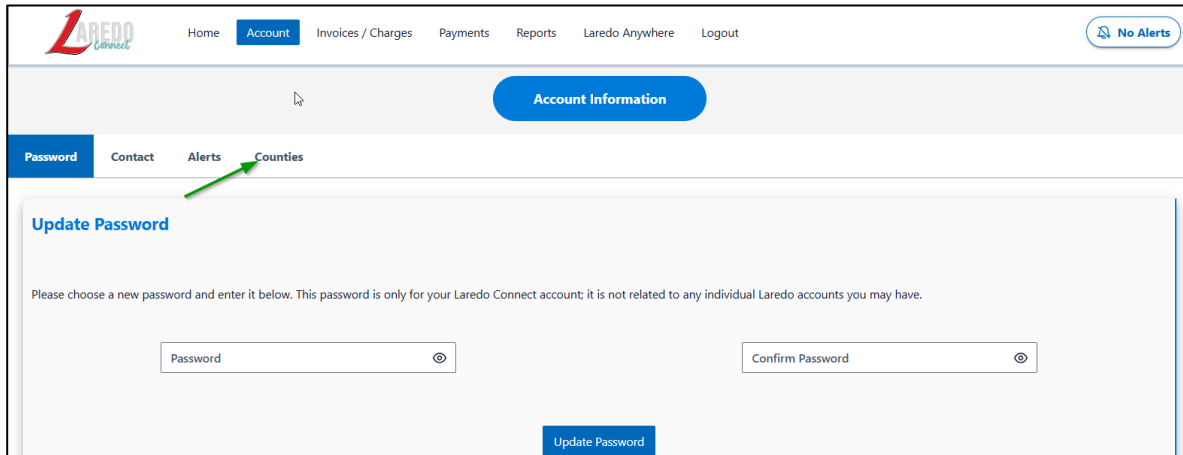 LAREDO
Connect
Home Account Invoices / Charges Payments Reports Laredo Anywhere Logout No Alerts
Account Information
Password Contact Alerts Counties
Update Password
Please choose a new password and enter it below. This password is only for your Laredo Connect account; it is not related to any individual Laredo accounts you may have.
Password Confirm Password
Update Password